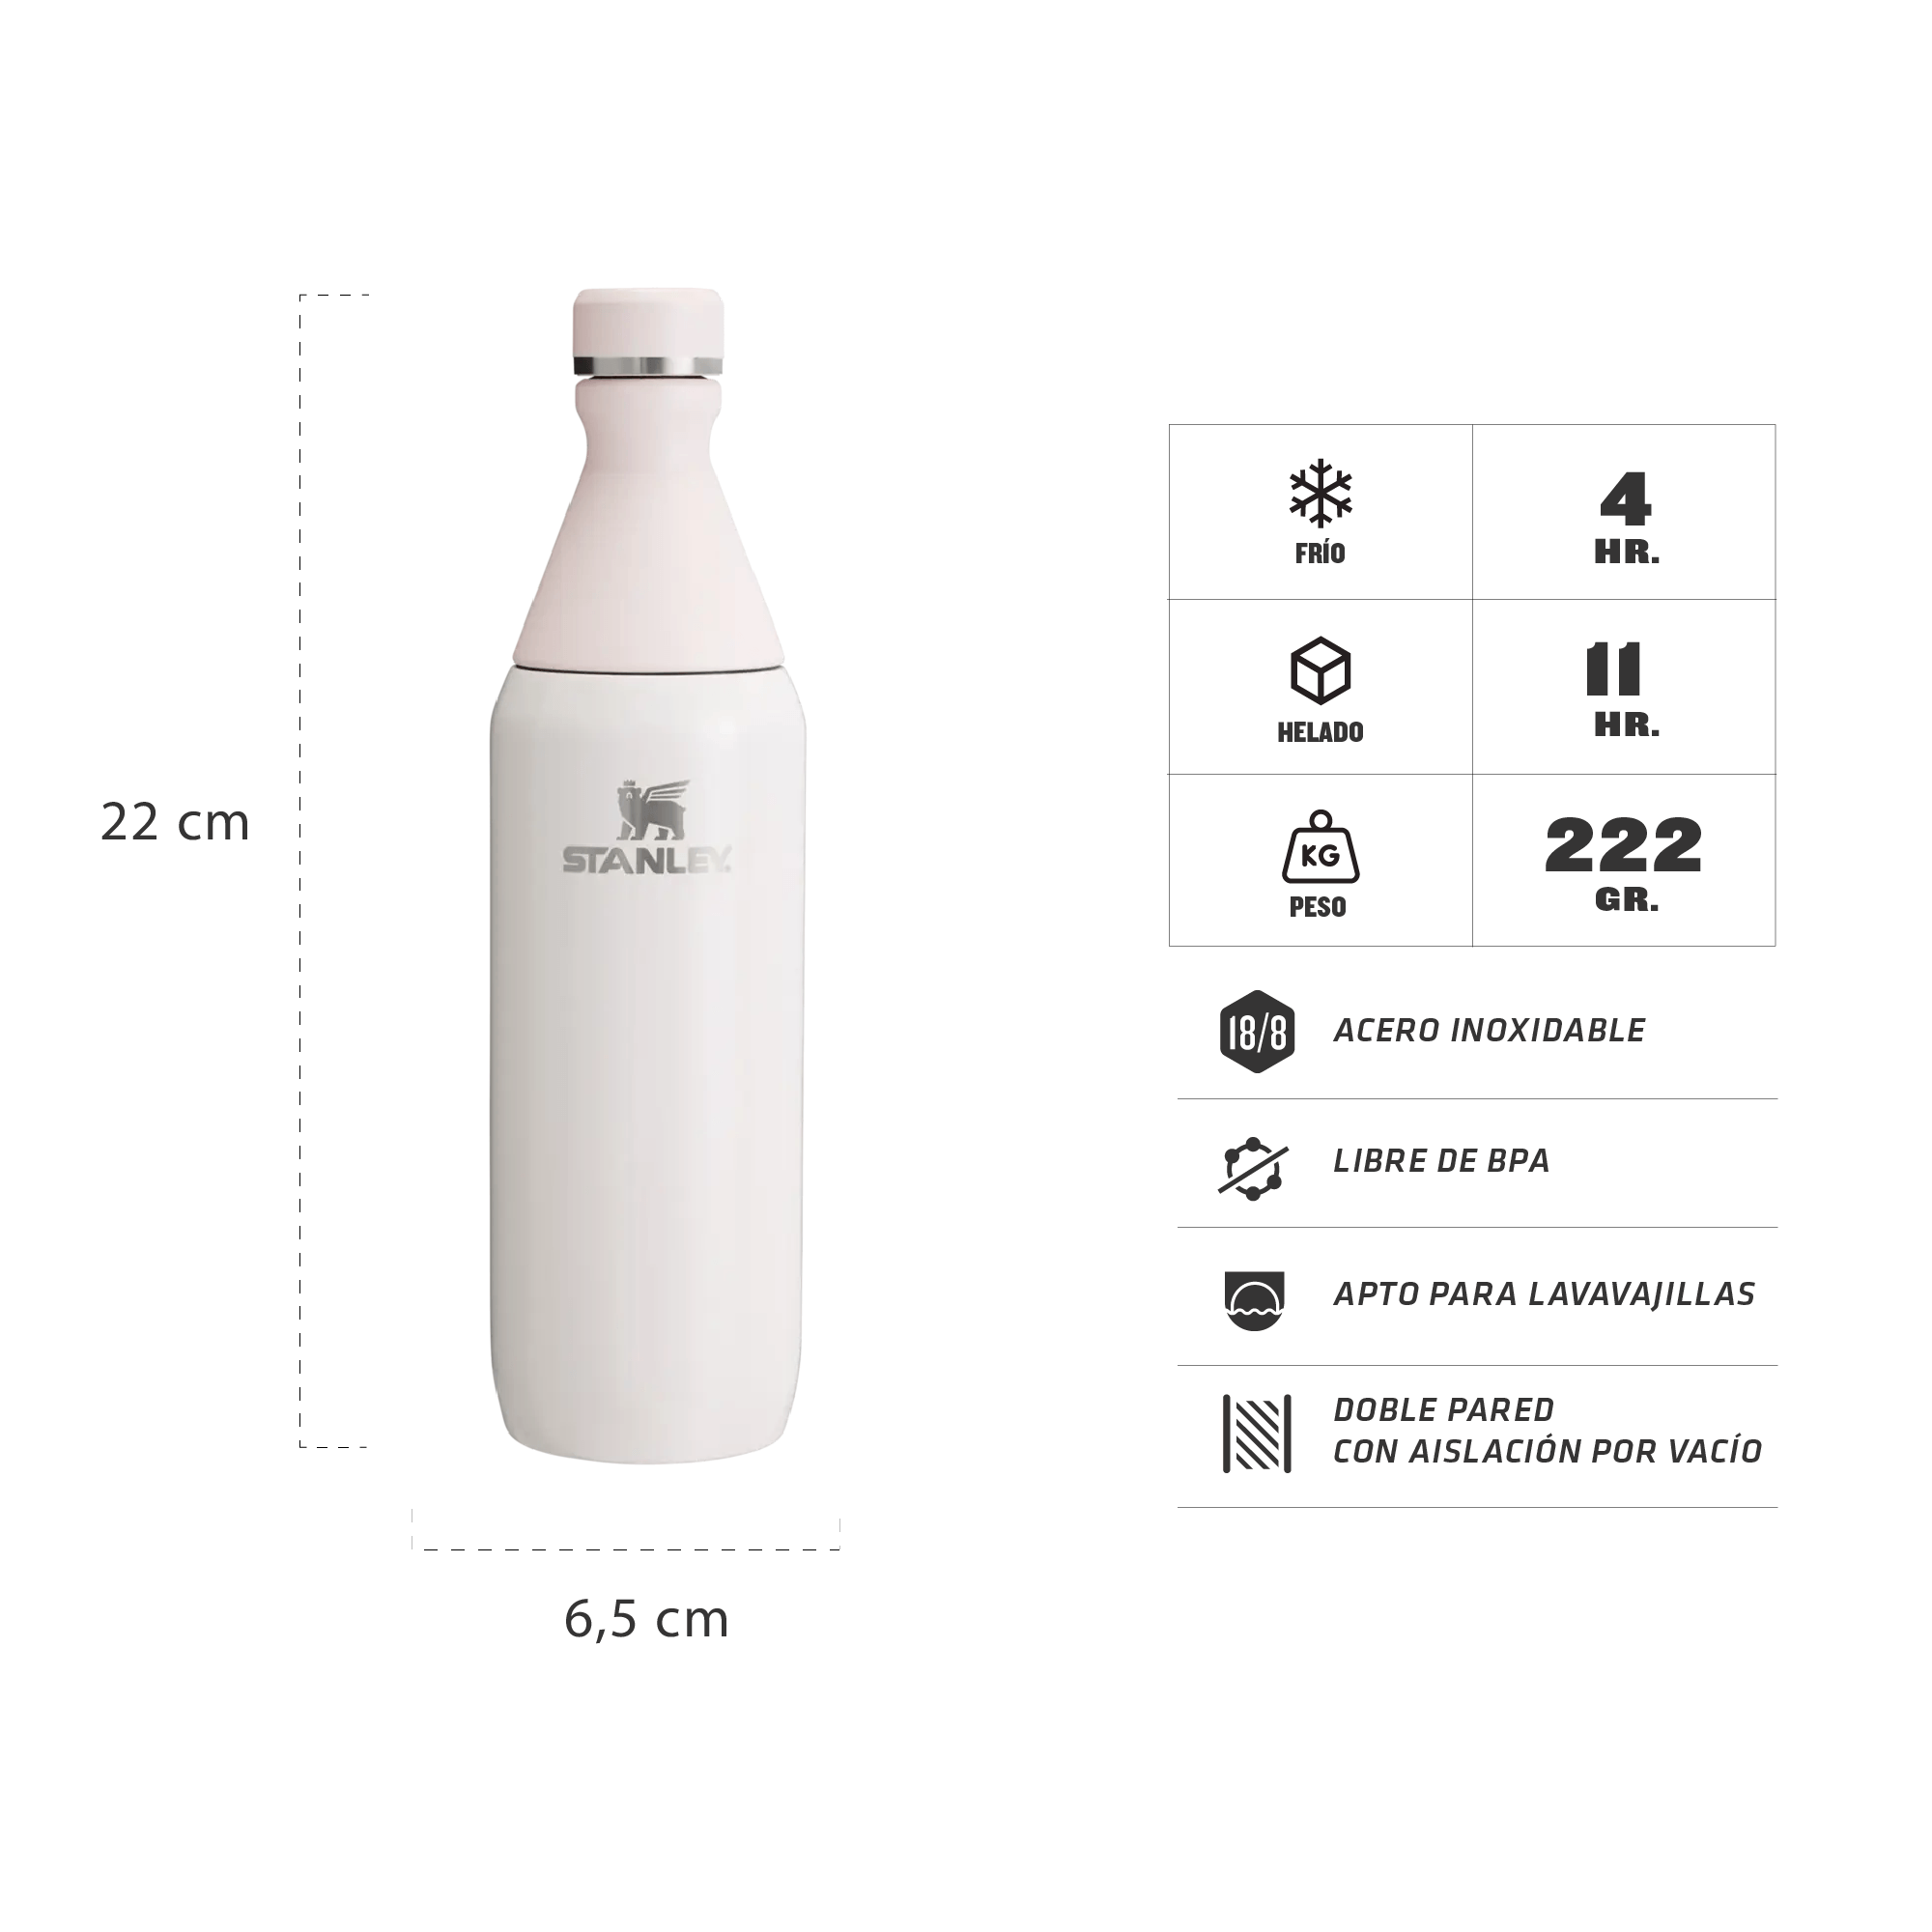 22 cm
STANLEY.
6,5 cm
FRÍO
4
HR.
HELADO
11
HR.
KG
PESO
222
GR.
18/8
ACERO INOXIDABLE
LIBRE DE BPA
APTO PARA LAVAVAJILLAS
DOBLE PARED
CON AISLACIÓN POR VACÍO